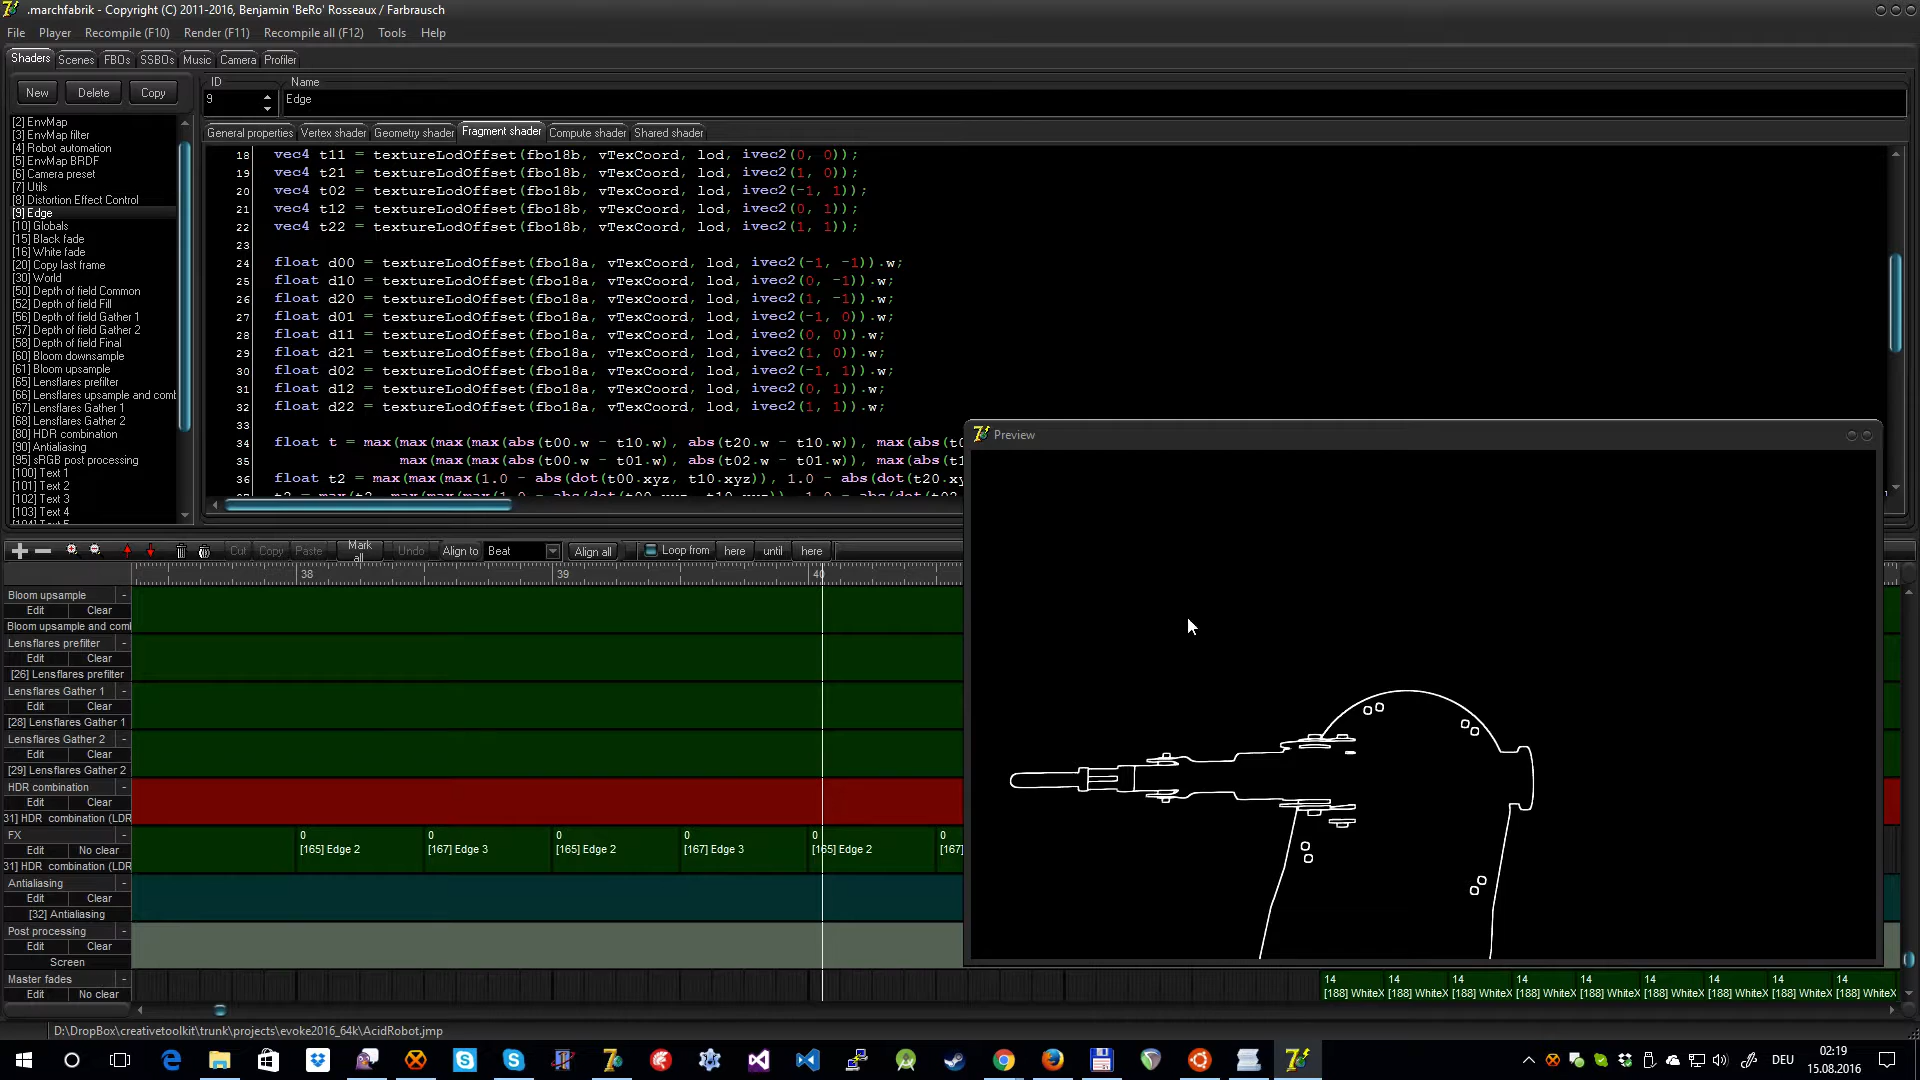 .marchfabrik - Copyright (C) 2011-2016, Benjamin 'BeRo' Rosseaux / Farbrausch
File Player Recompile (F10) Render (F11) Recompile all (F12) Tools Help
Shaders Scenes FBOs SSBOs Music Camera Profiler
New Delete Copy
ID Name
9 Edge
General properties Vertex shader Geometry shader Fragment shader Compute shader Shared shader
[2] EnvMap
[3] EnvMap filter
[4] Robot automation
[5] EnvMap BRDF
[6] Camera preset
[7] Utils
[8] Distortion Effect Control
[9] Edge
[10] Globals
[15] Black fade
[16] White fade
[20] Copy last frame
[30] World
[50] Depth of field Common
[52] Depth of field Fill
[56] Depth of field Gather 1
[57] Depth of field Gather 2
[58] Depth of field Final
[60] Bloom downsample
[61] Bloom upsample
[65] Lensflares prefilter
[66] Lensflares upsample and coml
[67] Lensflares Gather 1
[68] Lensflares Gather 2
[80] HDR combination
[90] Antialiasing
[95] sRGB post processing
[100] Text 1
[101] Text 2
[102] Text 3
[103] Text 4
18 vec4 t11 = textureLodOffset(fbo18b, vTexCoord, lod, ivec2(0, 0));
19 vec4 t21 = textureLodOffset(fbo18b, vTexCoord, lod, ivec2(1, 0));
20 vec4 t02 = textureLodOffset(fbo18b, vTexCoord, lod, ivec2(-1, 1));
21 vec4 t12 = textureLodOffset(fbo18b, vTexCoord, lod, ivec2(0, 1));
22 vec4 t22 = textureLodOffset(fbo18b, vTexCoord, lod, ivec2(1, 1));
23
24 float d00 = textureLodOffset(fbo18a, vTexCoord, lod, ivec2(-1, -1)).w;
25 float d10 = textureLodOffset(fbo18a, vTexCoord, lod, ivec2(0, -1)).w;
26 float d20 = textureLodOffset(fbo18a, vTexCoord, lod, ivec2(1, -1)).w;
27 float d01 = textureLodOffset(fbo18a, vTexCoord, lod, ivec2(-1, 0)).w;
28 float d11 = textureLodOffset(fbo18a, vTexCoord, lod, ivec2(0, 0)).w;
29 float d21 = textureLodOffset(fbo18a, vTexCoord, lod, ivec2(1, 0)).w;
30 float d02 = textureLodOffset(fbo18a, vTexCoord, lod, ivec2(-1, 1)).w;
31 float d12 = textureLodOffset(fbo18a, vTexCoord, lod, ivec2(0, 1)).w;
32 float d22 = textureLodOffset(fbo18a, vTexCoord, lod, ivec2(1, 1)).w;
33
34 float t = max(max(max(max(abs(t00.w - t10.w), abs(t20.w - t10.w)), max(abs(t0
35 max(max(abs(t00.w - t01.w), abs(t02.w - t01.w)), max(abs(t1
36 float t2 = max(max(max(1.0 - abs(dot(t00.xyz, t10.xyz)), 1.0 - abs(dot(t20.xy
Preview
Cut Copy Paste Mark all Undo Align to Beat Align all Loop from here until here
38 39 40
Bloom upsample -
Edit Clear
Bloom upsample and coml
Lensflares prefilter -
Edit Clear
[26] Lensflares prefilter
Lensflares Gather 1 -
Edit Clear
[28] Lensflares Gather 1
Lensflares Gather 2 -
Edit Clear
[29] Lensflares Gather 2
HDR combination -
Edit Clear
31] HDR combination (LDR
FX - 0 0 0 0 0 0
Edit No clear [165] Edge 2 [167] Edge 3 [165] Edge 2 [167] Edge 3 [165] Edge 2 [167]
31] HDR combination (LDR
Antialiasing -
Edit Clear
[32] Antialiasing
Post processing -
Edit Clear
Screen
Master fades - 14 14 14 14 14 14 14 14 14
Edit No clear [188] WhiteX [188] WhiteX [188] WhiteX [188] WhiteX [188] WhiteX [188] WhiteX [188] WhiteX [188] WhiteX [188] WhiteX
D:\DropBox\creativetoolkit\trunk\projects\evoke2016_64k\AcidRobot.jmp
DEU 02:19
15.08.2016